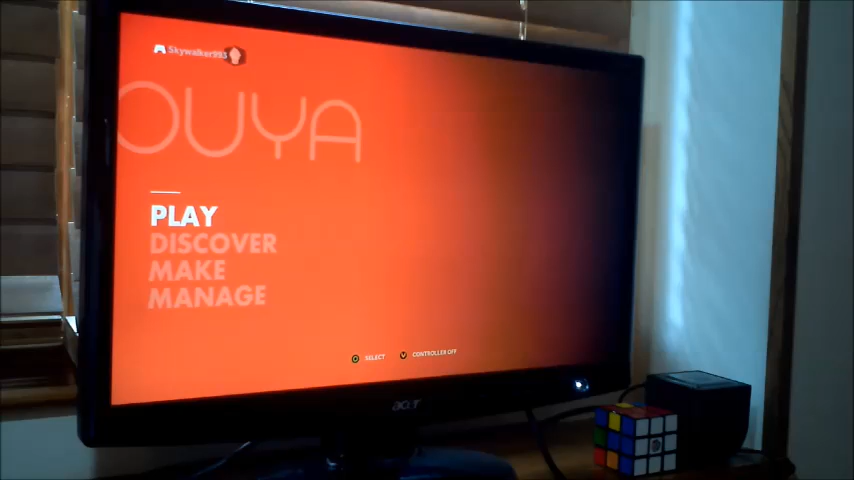 Skywalker993
OUYA
PLAY
DISCOVER
MAKE
MANAGE
SELECT
CONTROLLER OFF
acer